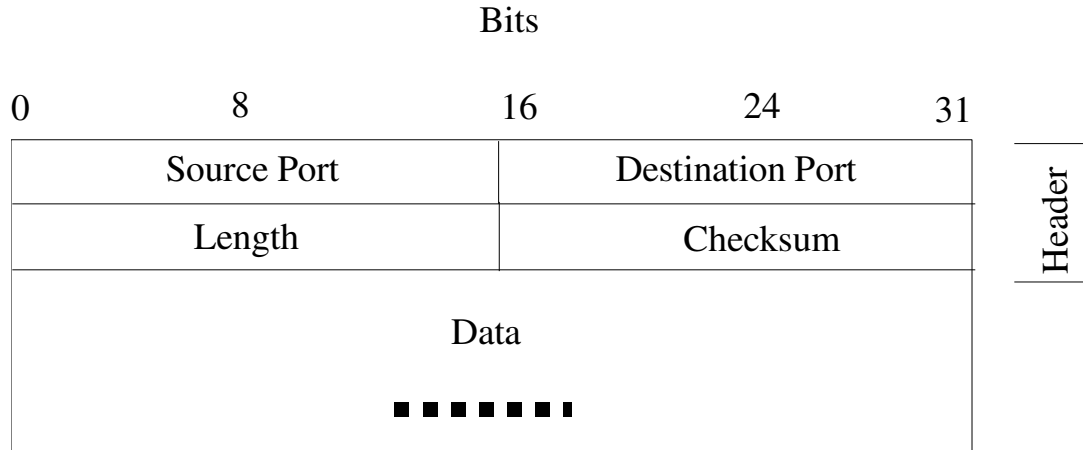 Bits
0 8 16 24 31
Source Port Destination Port
Header
Length Checksum
Data